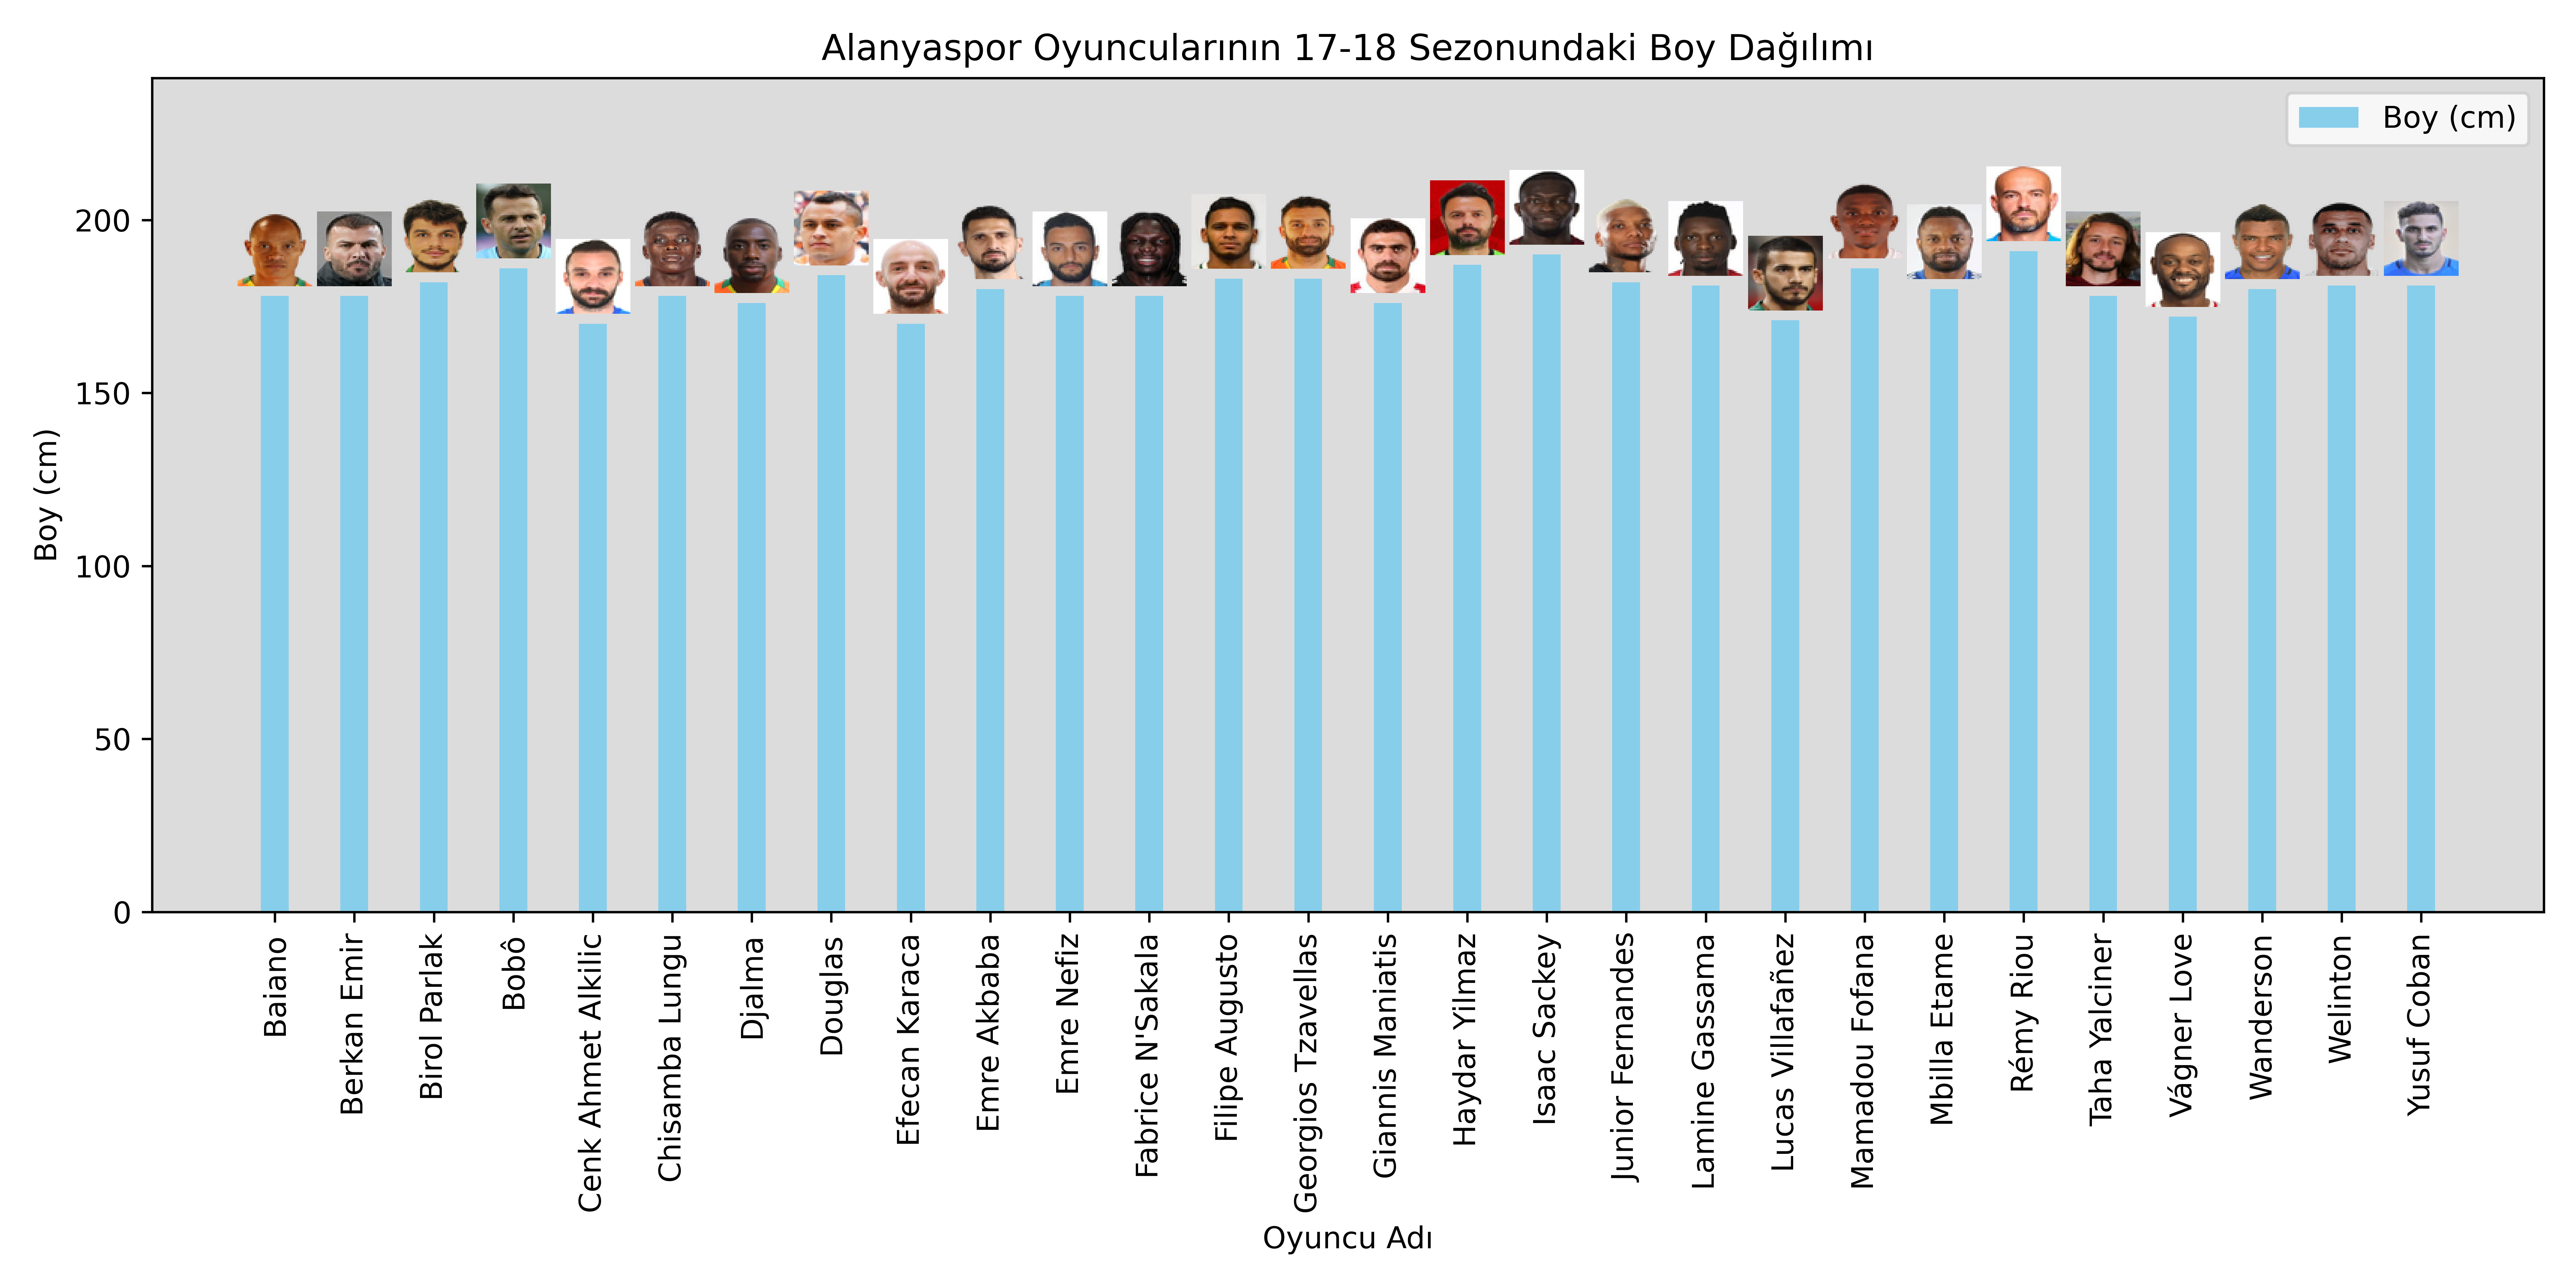 Alanyaspor Oyuncularının 17-18 Sezonundaki Boy Dağılımı
Boy (cm)
Boy (cm)
200
150
100
50
0
Baiano
Berkan Emir
Birol Parlak
Bobô
Cenk Ahmet Alkilic
Chisamba Lungu
Djalma
Douglas
Efecan Karaca
Emre Akbaba
Emre Nefiz
Fabrice N'Sakala
Filipe Augusto
Georgios Tzavellas
Giannis Maniatis
Haydar Yilmaz
Isaac Sackey
Junior Fernandes
Lamine Gassama
Lucas Villafañez
Mamadou Fofana
Mbilla Etame
Rémy Riou
Taha Yalciner
Vágner Love
Wanderson
Welinton
Yusuf Coban
Oyuncu Adı